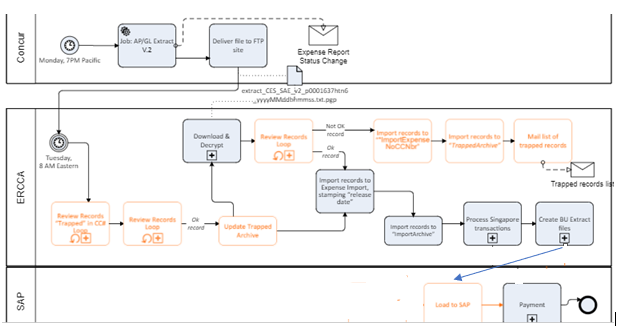 Concur
Monday, 7PM Pacific
Job: AP/GL Extract
V.2
Deliver file to FTP
site
Expense Report
Status Change
extract_CES_SAE_v2_p0001637htn6
_yyyyMMddhhmmss.txt.pgp
ERCCA
Tuesday,
8 AM Eastern
Download &
Decrypt
Review Records
Loop
Not OK
record
Ok
record
Import records to
"ImportExpense
NoCCNbr"
Import records to
"TrappedArchive"
Mail list of
trapped records
Trapped records list
Import records to
Expense Import,
stamping "release
date"
Review Records
"Trapped" in CC#
Loop
Review Records
Loop
Ok
record
Update Trapped
Archive
Import records to
"ImportArchive"
Process Singapore
transactions
Create BU Extract
files
SAP
Load to SAP
Payment